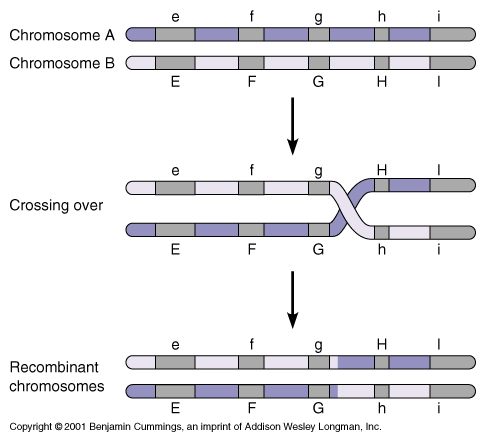 e f g h i
Chromosome A
Chromosome B
E F G H I
e f g H I
Crossing over
E F G h i
e f g H I
Recombinant
chromosomes
E F G h i
Copyright © 2001 Benjamin Cummings, an imprint of Addison Wesley Longman, Inc.